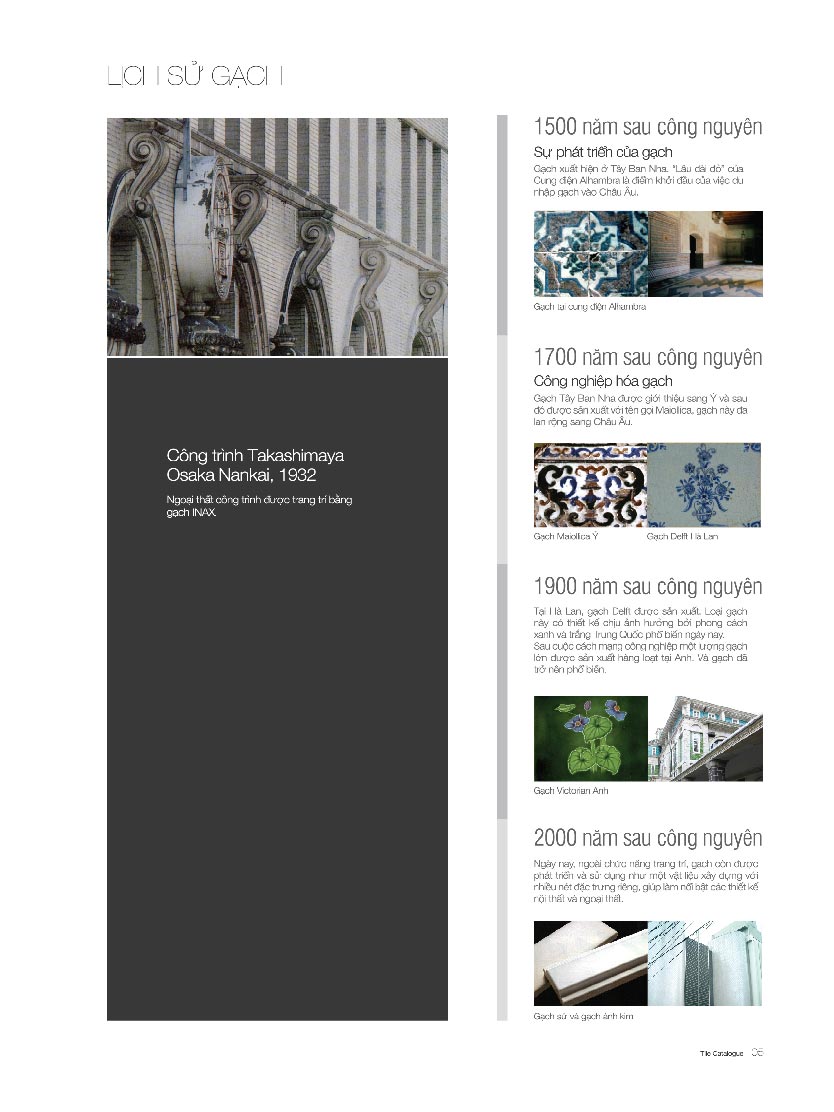 LỊCH SỬ GẠCH
Công trình Takashimaya
Osaka Nankai, 1932
Ngoại thất công trình được trang trí bằng
gạch INAX.
1500 năm sau công nguyên
Sự phát triển của gạch
Gạch xuất hiện ở Tây Ban Nha. “Lâu đài đỏ” của
Cung điện Alhambra là điểm khởi đầu của việc du
nhập gạch vào Châu Âu.
Gạch tại cung điện Alhambra
1700 năm sau công nguyên
Công nghiệp hóa gạch
Gạch Tây Ban Nha được giới thiệu sang Ý và sau
đó được sản xuất với tên gọi Maiollica, gạch này đã
lan rộng sang Châu Âu.
Gạch Maiollica Ý
Gạch Delft Hà Lan
1900 năm sau công nguyên
Tại Hà Lan, gạch Delft được sản xuất. Loại gạch
này có thiết kế chịu ảnh hưởng bởi phong cách
xanh và trắng Trung Quốc phổ biến ngày nay.
Sau cuộc cách mạng công nghiệp một lượng gạch
lớn được sản xuất hàng loạt tại Anh. Và gạch đã
trở nên phổ biến.
Gạch Victorian Anh
2000 năm sau công nguyên
Ngày nay, ngoài chức năng trang trí, gạch còn được
phát triển và sử dụng như một vật liệu xây dựng với
nhiều nét đặc trưng riêng, giúp làm nổi bật các thiết kế
nội thất và ngoại thất.
Gạch sứ và gạch ánh kim
Tile Catalogue 05